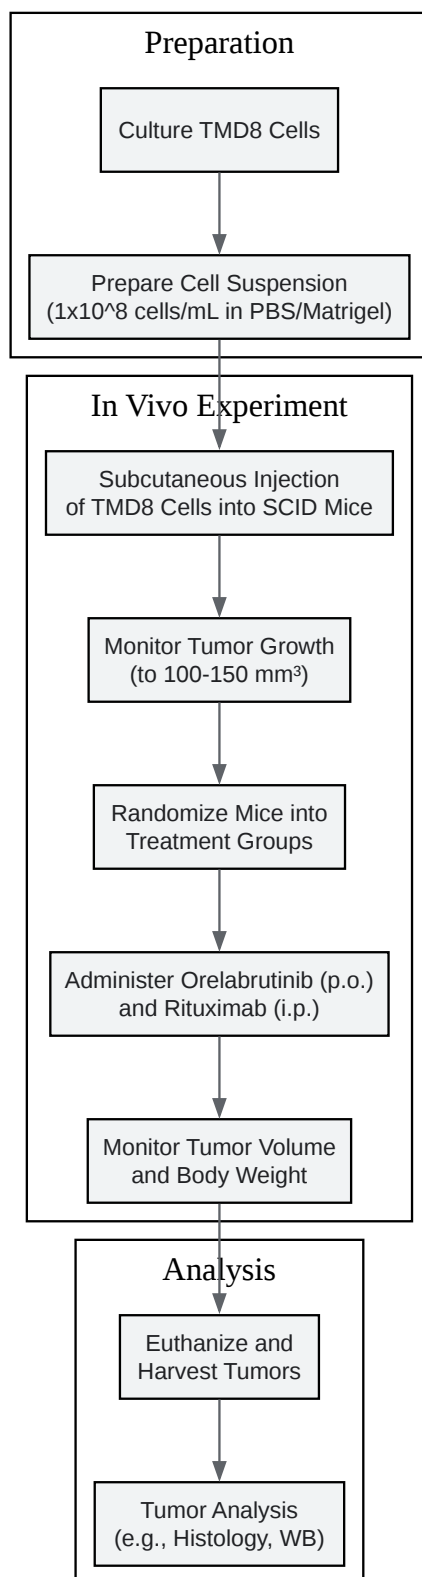 Preparation
Culture TMD8 Cells
Prepare Cell Suspension
(1x10^8 cells/mL in PBS/Matrigel)
In Vivo Experiment
Subcutaneous Injection
of TMD8 Cells into SCID Mice
Monitor Tumor Growth
(to 100-150 mm³)
Randomize Mice into
Treatment Groups
Administer Orelabrutinib (p.o.)
and Rituximab (i.p.)
Monitor Tumor Volume
and Body Weight
Analysis
Euthanize and
Harvest Tumors
Tumor Analysis
(e.g., Histology, WB)